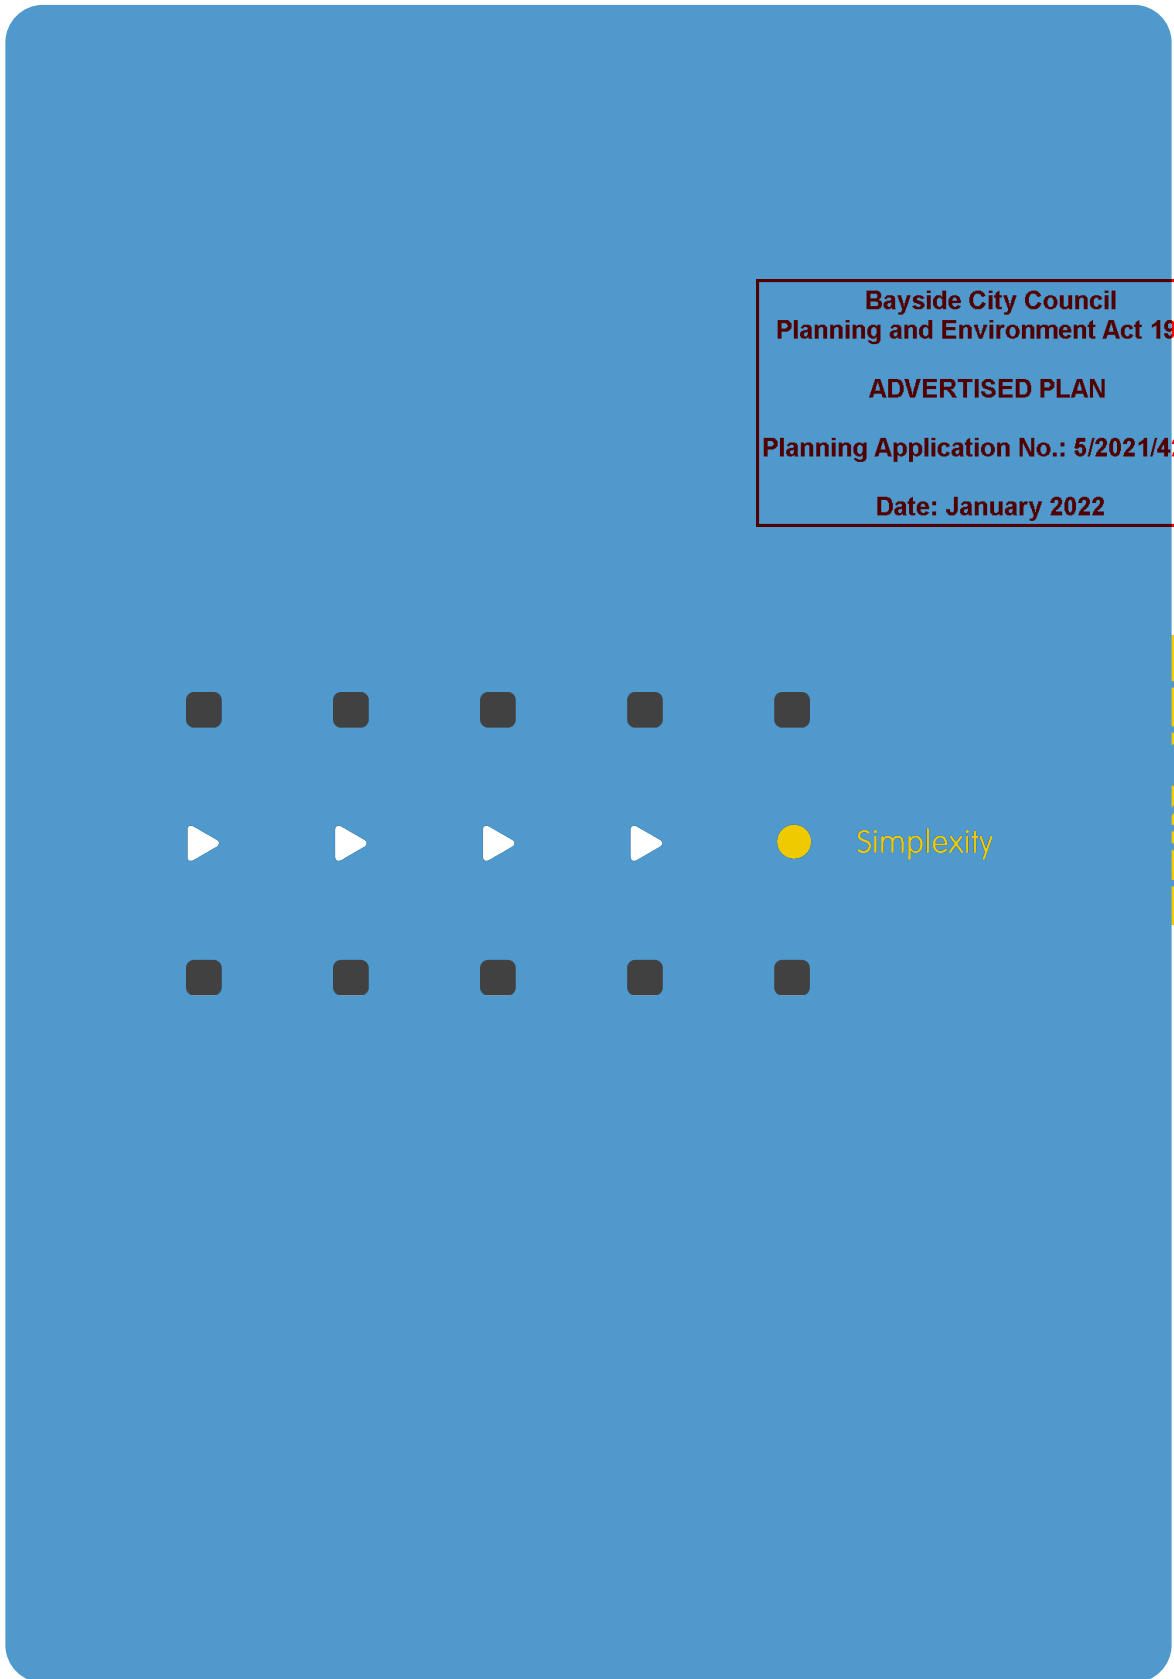 Bayside City Council
Planning and Environment Act 19
ADVERTISED PLAN
Planning Application No.: 5/2021/42
Date: January 2022
Simplexity